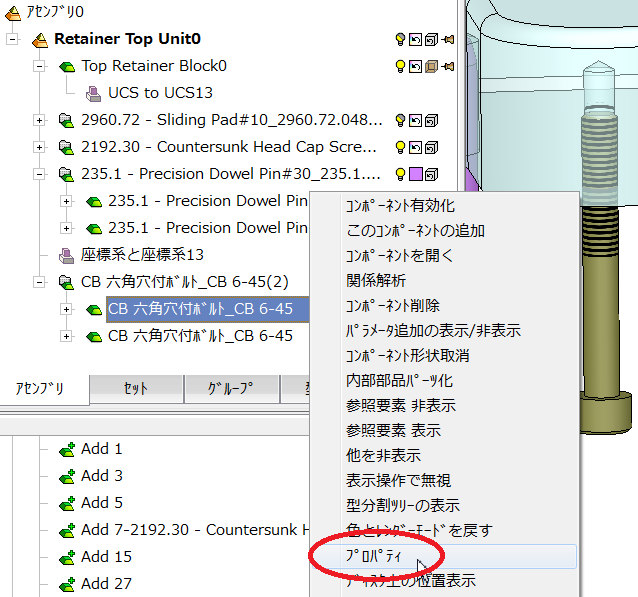 ｱｾﾝﾌﾞﾘ0
Retainer Top Unit0
Top Retainer Block0
UCS to UCS13
2960.72 - Sliding Pad#10_2960.72.048...
2192.30 - Countersunk Head Cap Scre...
235.1 - Precision Dowel Pin#30_235.1....
235.1 - Precision Dowel Pin
235.1 - Precision Dowel Pin
座標系と座標系13
CB 六角穴付ﾎﾞﾙﾄ_CB 6-45(2)
CB 六角穴付ﾎﾞﾙﾄ_CB 6-45
CB 六角穴付ﾎﾞﾙﾄ_CB 6-45
ｱｾﾝﾌﾞﾘ
ｾｯﾄ
ｸﾞﾙｰﾌﾟ
Add 1
Add 3
Add 5
Add 7-2192.30 - Countersunk H
Add 15
Add 27
ｺﾝﾎﾟｰﾈﾝﾄ有効化
このｺﾝﾎﾟｰﾈﾝﾄの追加
ｺﾝﾎﾟｰﾈﾝﾄを開く
関係解析
ｺﾝﾎﾟｰﾈﾝﾄ削除
ﾊﾟﾗﾒｰﾀ追加の表示/非表示
ｺﾝﾎﾟｰﾈﾝﾄ形状取消
内部部品ﾊﾟｰﾂ化
参照要素 非表示
参照要素 表示
他を非表示
表示操作で無視
型分割ﾂﾘｰの表示
色とﾚﾝﾀﾞｰﾓｰﾄﾞを戻す
ﾌﾟﾛﾊﾟﾃｨ
ﾃﾞｨｽｸ上の位置表示